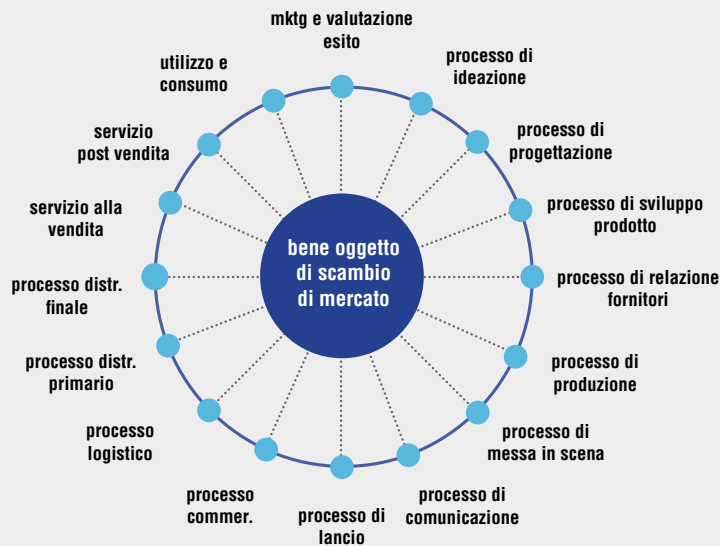 mktg e valutazione
esito
processo di
ideazione
processo di
progettazione
processo di sviluppo
prodotto
processo di relazione
fornitori
processo di
produzione
processo di
messa in scena
processo di
comunicazione
processo di
lancio
processo
commer.
processo
logistico
processo distr.
primario
processo distr.
finale
servizio alla
vendita
servizio
post vendita
utilizzo e
consumo
bene oggetto
di scambio
di mercato